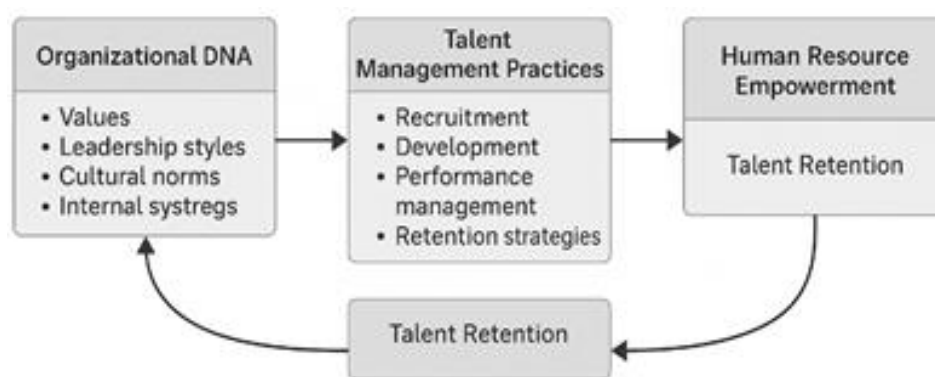 Organizational DNA
• Values
• Leadership styles
• Cultural norms
• Internal systregs
Talent
Management Practices
• Recruitment
• Development
• Performance
management
• Retention strategies
Human Resource
Empowerment
Talent Retention
Talent Retention